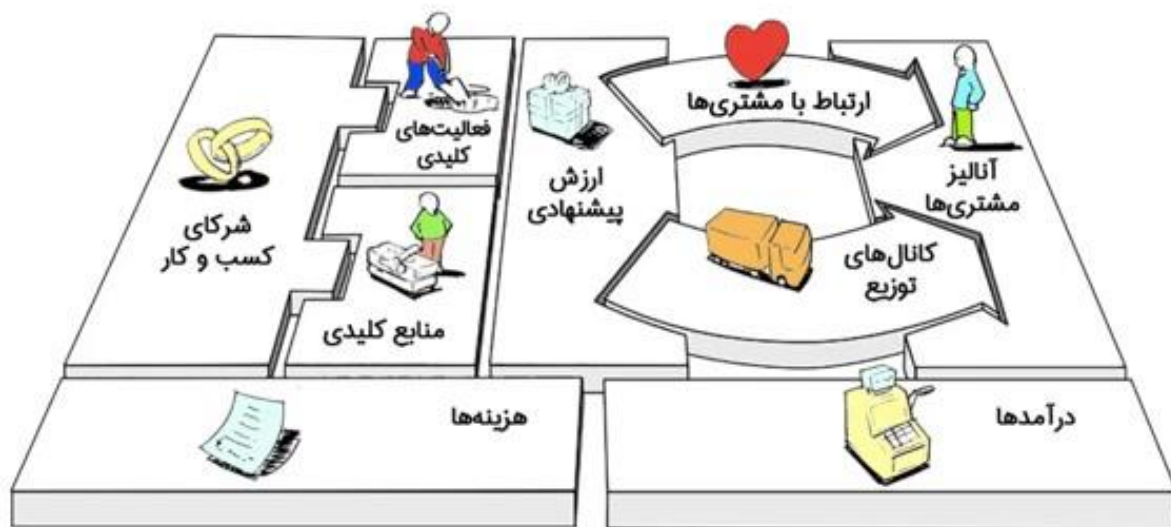 ارتباط با مشتری‌ها
فعالیت‌های
کلیدی
آنالیز
مشتری‌ها
ارزش
پیشنهادی
شرکای
کسب و کار
کانال‌های
توزیع
منابع کلیدی
درآمدها
هزینه‌ها